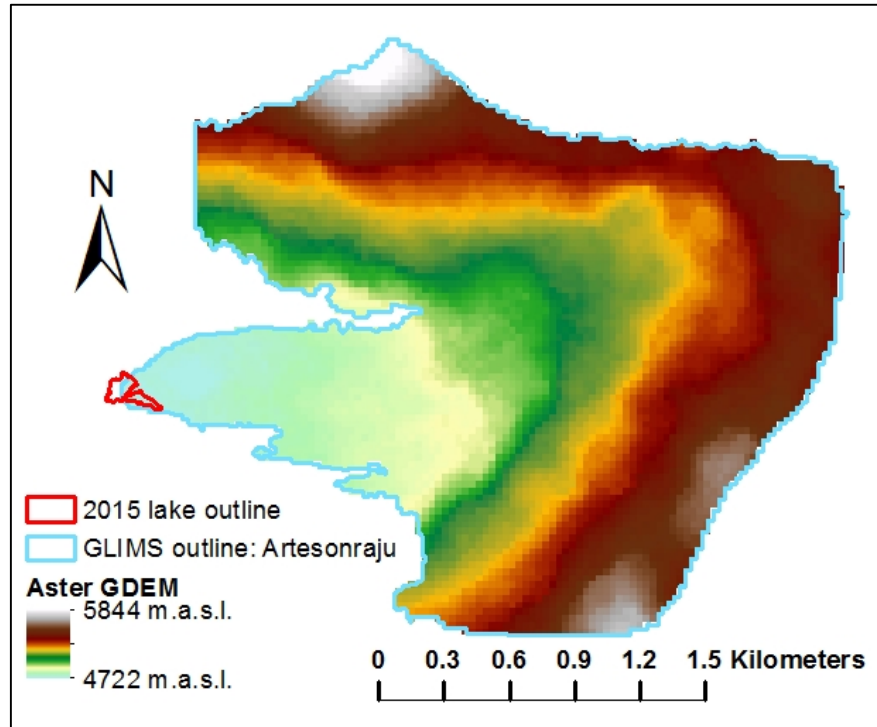 N
2015 lake outline
GLIMS outline: Artesonraju
Aster GDEM
5844 m.a.s.l.
4722 m.a.s.l.
0 0.3 0.6 0.9 1.2 1.5 Kilometers